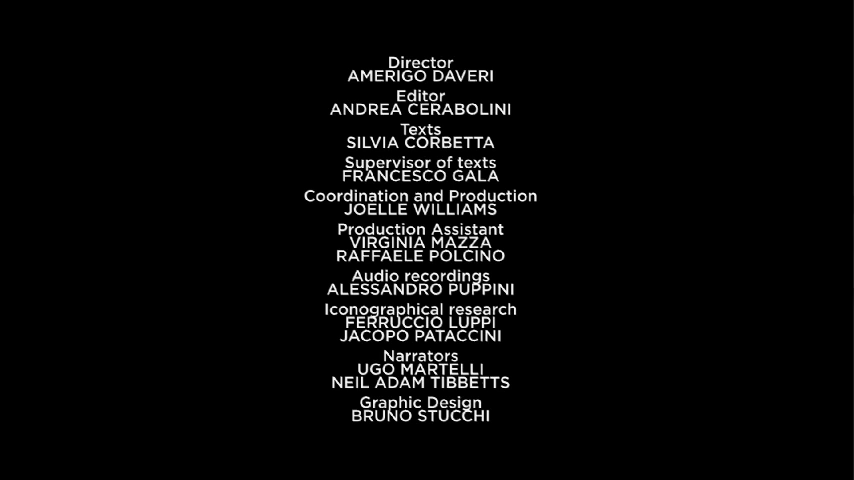 Director
AMERIGO DAVERI
Editor
ANDREA CERABOLINI
Texts
SILVIA CORBETTA
Supervisor of texts
FRANCESCO GALA
Coordination and Production
JOELLE WILLIAMS
Production Assistant
VIRGINIA MAZZA
RAFFAELE POLCINO
Audio recordings
ALESSANDRO PUPPINI
Iconographical research
FERRUCCIO LUPPI
JACOPO PATACCINI
Narrators
UGO MARTELLI
NEIL ADAM TIBBETTS
Graphic Design
BRUNO STUCCHI